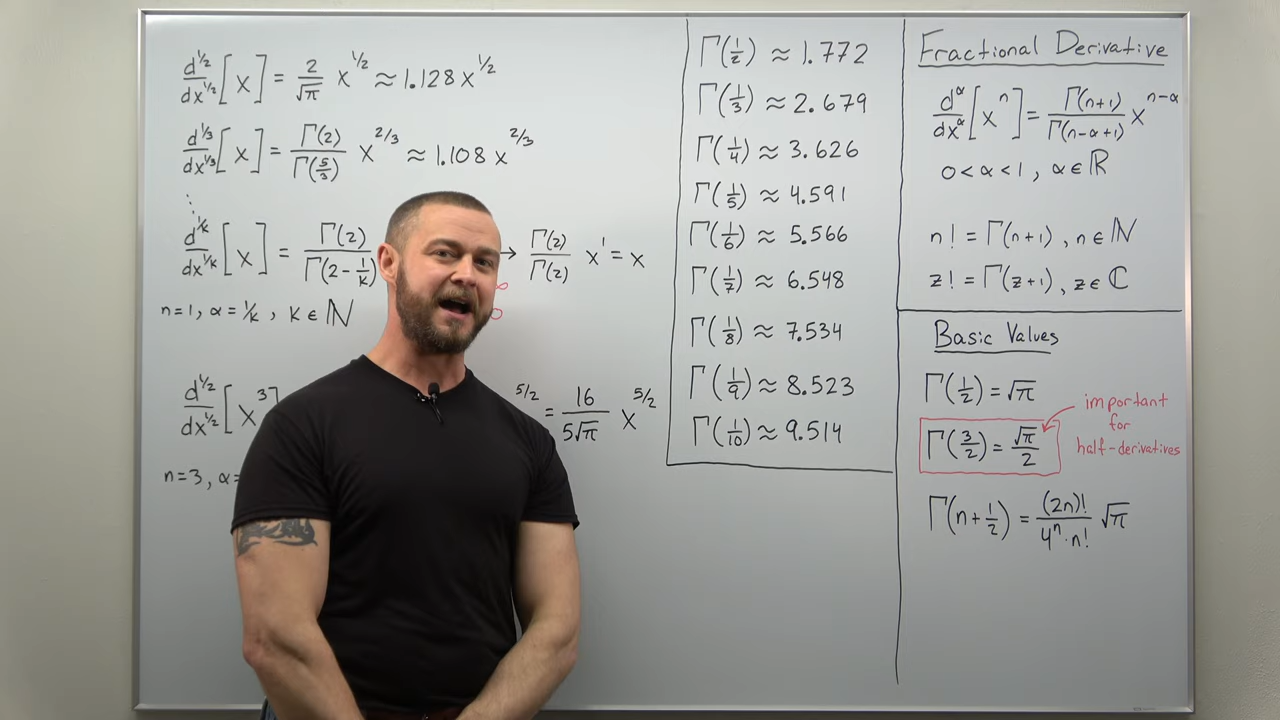 d^{1/2}/dx^{1/2} [x] = 2/√π x^{1/2} ≈ 1.128 x^{1/2}
d^{1/3}/dx^{1/3} [x] = Γ(2)/Γ(5/3) x^{2/3} ≈ 1.108 x^{2/3}
⋱
d^{1/k}/dx^{1/k} [x] = Γ(2)/Γ(2-1/k) → Γ(2)/Γ(2) x^1 = x
n=1, α=1/k, k∈ℕ
d^{1/2}/dx^{1/2} [x^3] 5/2 = 16/5√π x^{5/2}
n=3, α=
Γ(1/2) ≈ 1.772
Γ(1/3) ≈ 2.679
Γ(1/4) ≈ 3.626
Γ(1/5) ≈ 4.591
Γ(1/6) ≈ 5.566
Γ(1/7) ≈ 6.548
Γ(1/8) ≈ 7.534
Γ(1/9) ≈ 8.523
Γ(1/10) ≈ 9.514
Fractional Derivative
d^α/dx^α [x^n] = Γ(n+1)/Γ(n-α+1) x^{n-α}
0<α<1, α∈ℝ
n! = Γ(n+1), n∈ℕ
z! = Γ(z+1), z∈ℂ
Basic Values
Γ(1/2) = √π
Γ(3/2) = √π/2
important
for
half-derivatives
Γ(n+1/2) = (2n)!/4^n·n! √π